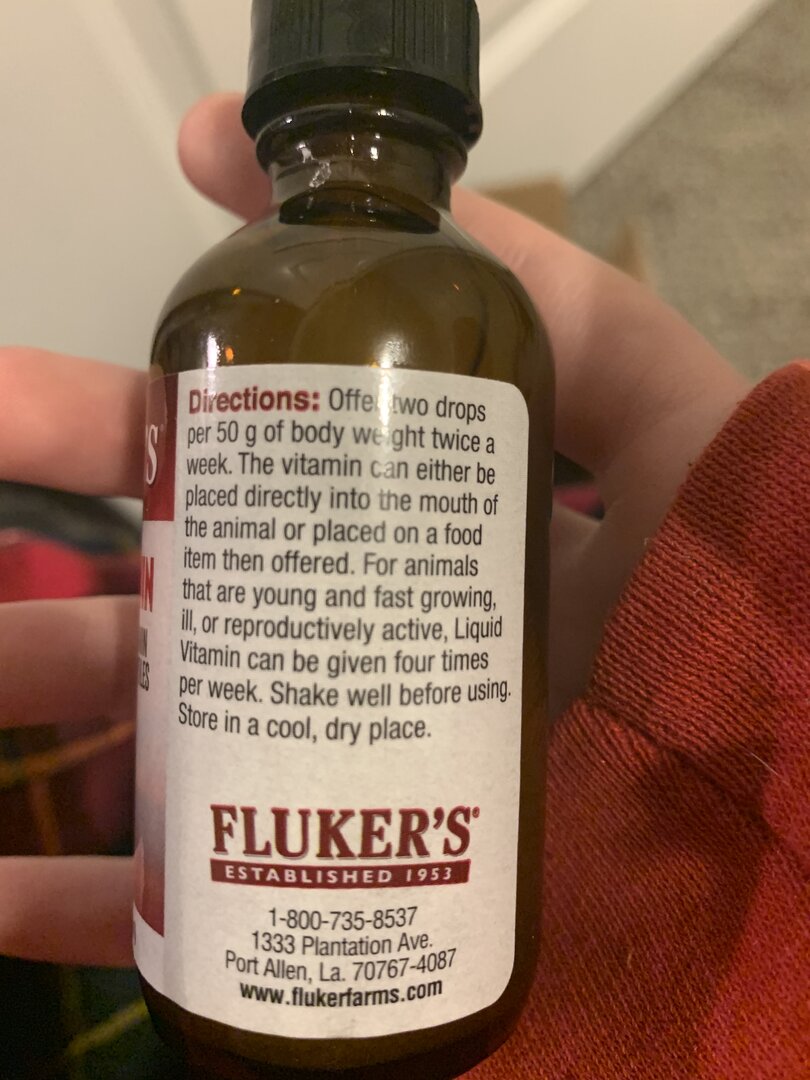 Directions: Offer two drops
per 50 g of body weight twice a
week. The vitamin can either be
placed directly into the mouth of
the animal or placed on a food
item then offered. For animals
that are young and fast growing,
ill, or reproductively active, Liquid
Vitamin can be given four times
per week. Shake well before using.
Store in a cool, dry place.
FLUKER'S®
ESTABLISHED 1953
1-800-735-8537
1333 Plantation Ave.
Port Allen, La. 70767-4087
www.flukerfarms.com